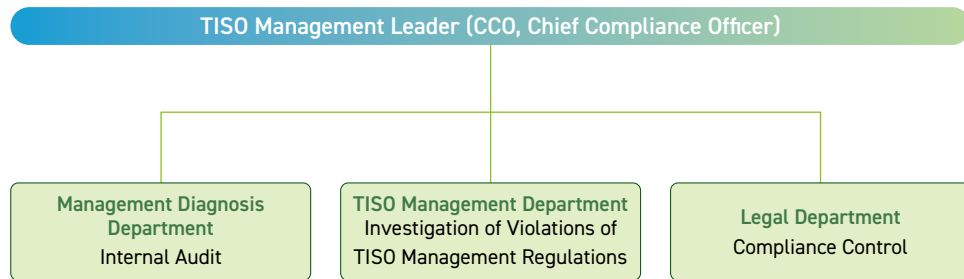 TISO Management Leader (CCO, Chief Compliance Officer)
Management Diagnosis
Department
Internal Audit
TISO Management Department
Investigation of Violations of
TISO Management Regulations
Legal Department
Compliance Control